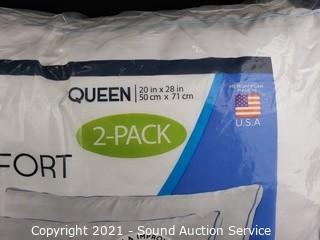 QUEEN
20 in x 28 in
50 cm x 71 cm
U.S.A
2-PACK
FORT
Copyright 2021 - Sound Auction Service